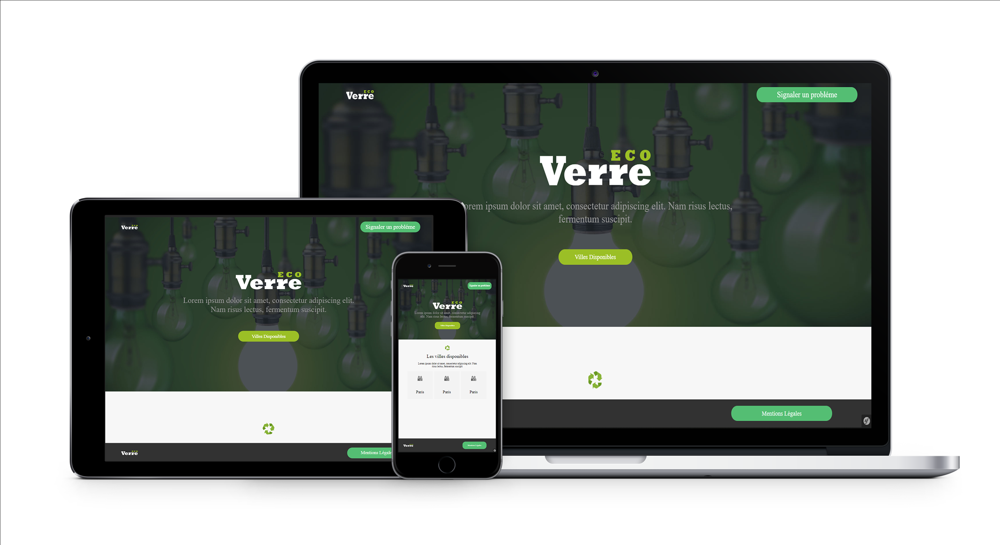 ECO
Verre
Signaler un probléme
ECO
Verre
orem ipsum dolor sit amet, consectetur adipiscing elit. Nam risus lectus,
fermentum suscipit.
Villes Disponibles
Mentions Légales
sf
ECO
Verre
Signaler un probléme
ECO
Verre
Lorem ipsum dolor sit amet, consectetur adipiscing elit.
Nam risus lectus, fermentum suscipit.
Villes Disponibles
ECO
Verre
Mentions Légale
ECO
Verre
Signaler un probléme
ECO
Verre
Lorem ipsum dolor sit amet, consectetur adipiscing
elit. Nam risus lectus, fermentum suscipit.
Villes Disponibles
Les villes disponibles
Lorem ipsum dolor sit amet, consectetur adipiscing elit. Nam
risus lectus, fermentum suscipit
Paris Paris Paris
ECO
Verre
Mentions Légales